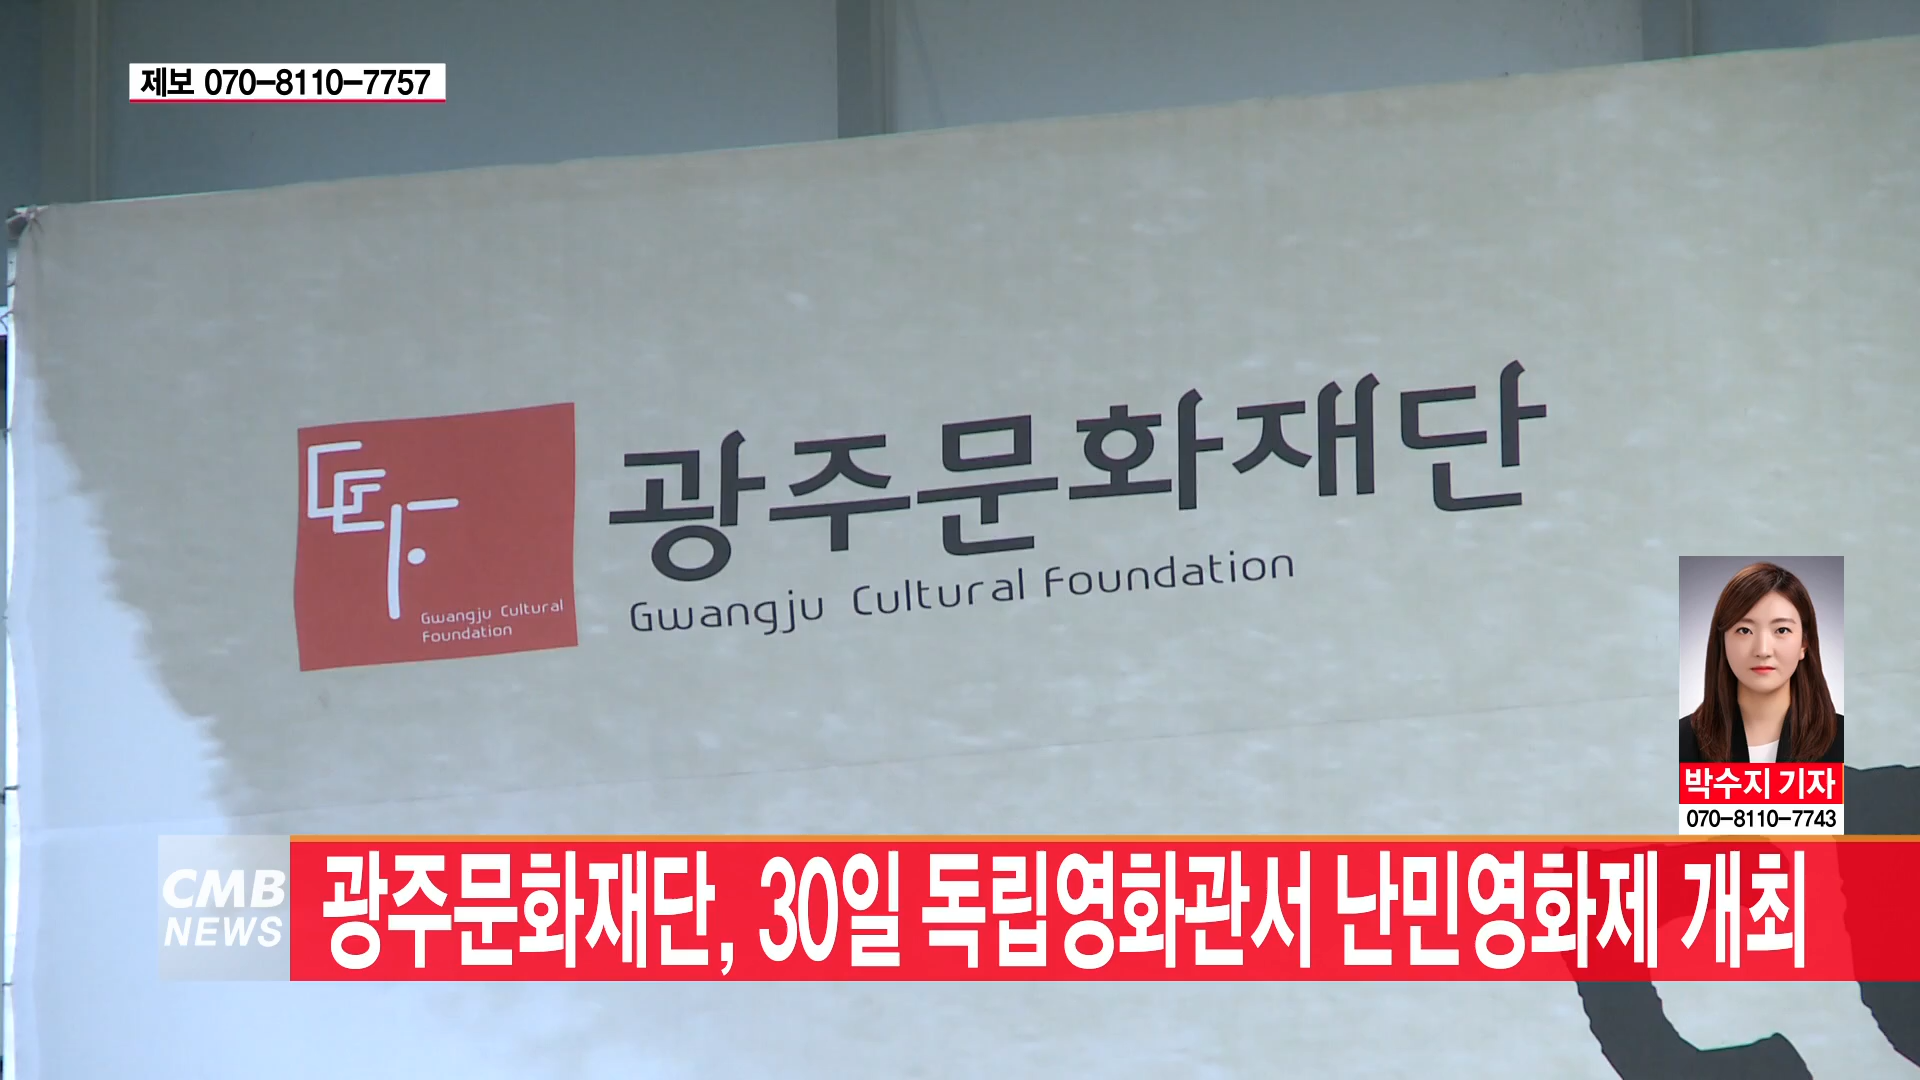 제보 070-8110-7757
광주문화재단
Gwangju Cultural Foundation
Gwangju Cultural
Foundation
박수지 기자
070-8110-7743
CMB
NEWS
광주문화재단, 30일 독립영화관서 난민영화제 개최